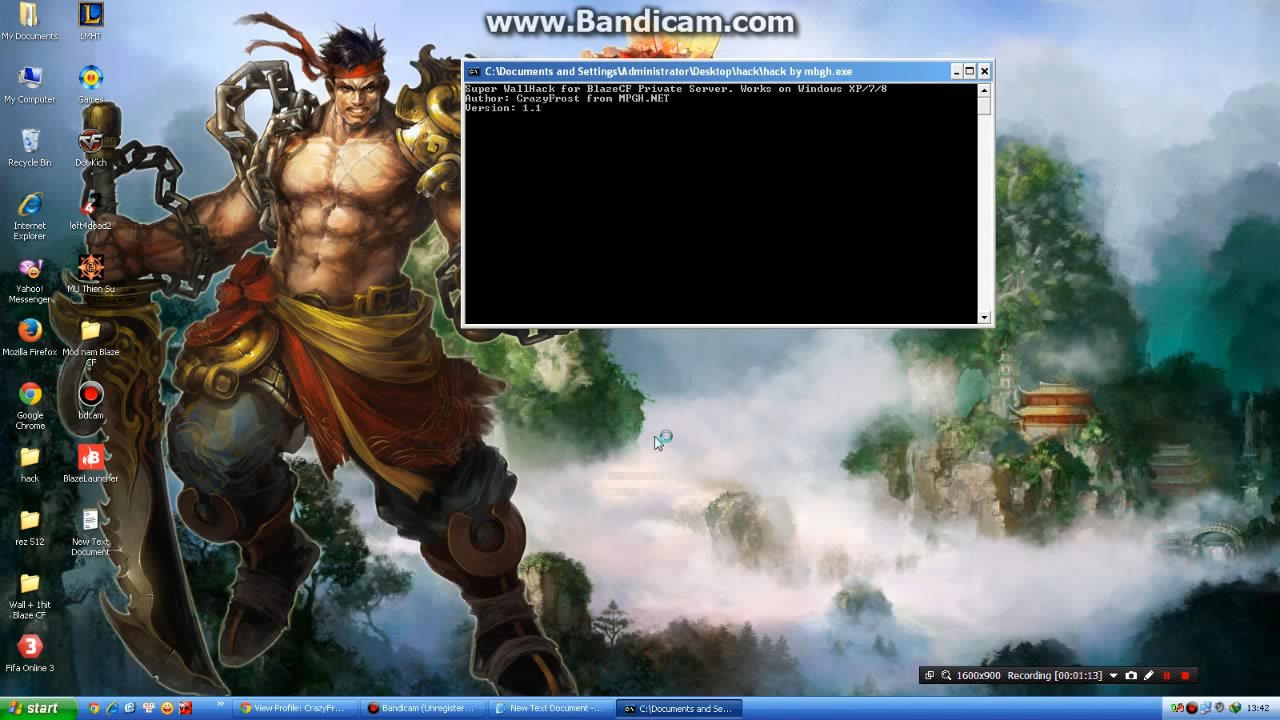 www.Bandicam.com
My Documents
LMHT
C:\Documents and Settings\Administrator\Desktop\hack\hack by mbgh.exe
Super WallHack for BlazeCF Private Server. Works on Windows XP/7/8
Author: CrazyFrost from MPGH.NET
Version: 1.1
My Computer
Games
Recycle Bin
DotKich
Internet
Explorer
left4dead2
Yahoo!
Messenger
MU Thien Su
Mozilla Firefox
Mod nam Blaze
CF
Google
Chrome
bdcam
hack
BlazeLauncher
rez 512
New Text
Document
Wall + 1hit
Blaze CF
Fifa Online 3
1600x900 Recording [00:01:13]
start
View Profile: CrazyFr...
Bandicam (Unregister...
New Text Document -...
C:\Documents and Se...
13:42